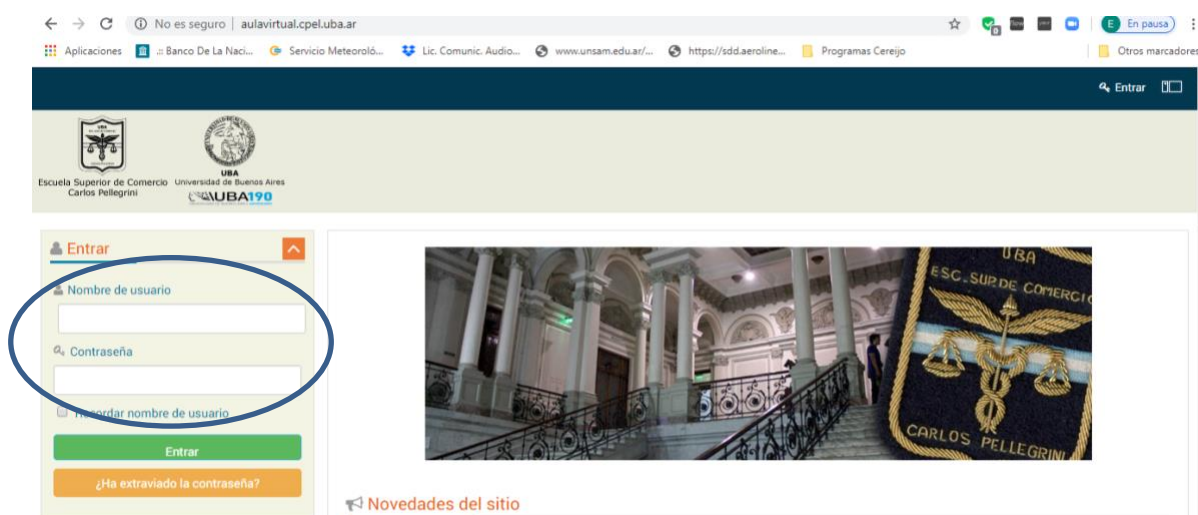 No es seguro | aulavirtual.cpel.uba.ar
E En pausa
Aplicaciones .:: Banco De La Naci... Servicio Meteoroló... Lic. Comunic. Audio... www.unsam.edu.ar/... https://sdd.aeroline... Programas Cereijo Otros marcadores
Entrar
Escuela Superior de Comercio
Carlos Pellegrini
UBA
Universidad de Buenos Aires
UBA190
Entrar
Nombre de usuario
Contraseña
Recordar nombre de usuario
Entrar
¿Ha extraviado la contraseña?
UBA
ESC. SUP. DE COMERCIO
CARLOS PELLEGRINI
Novedades del sitio